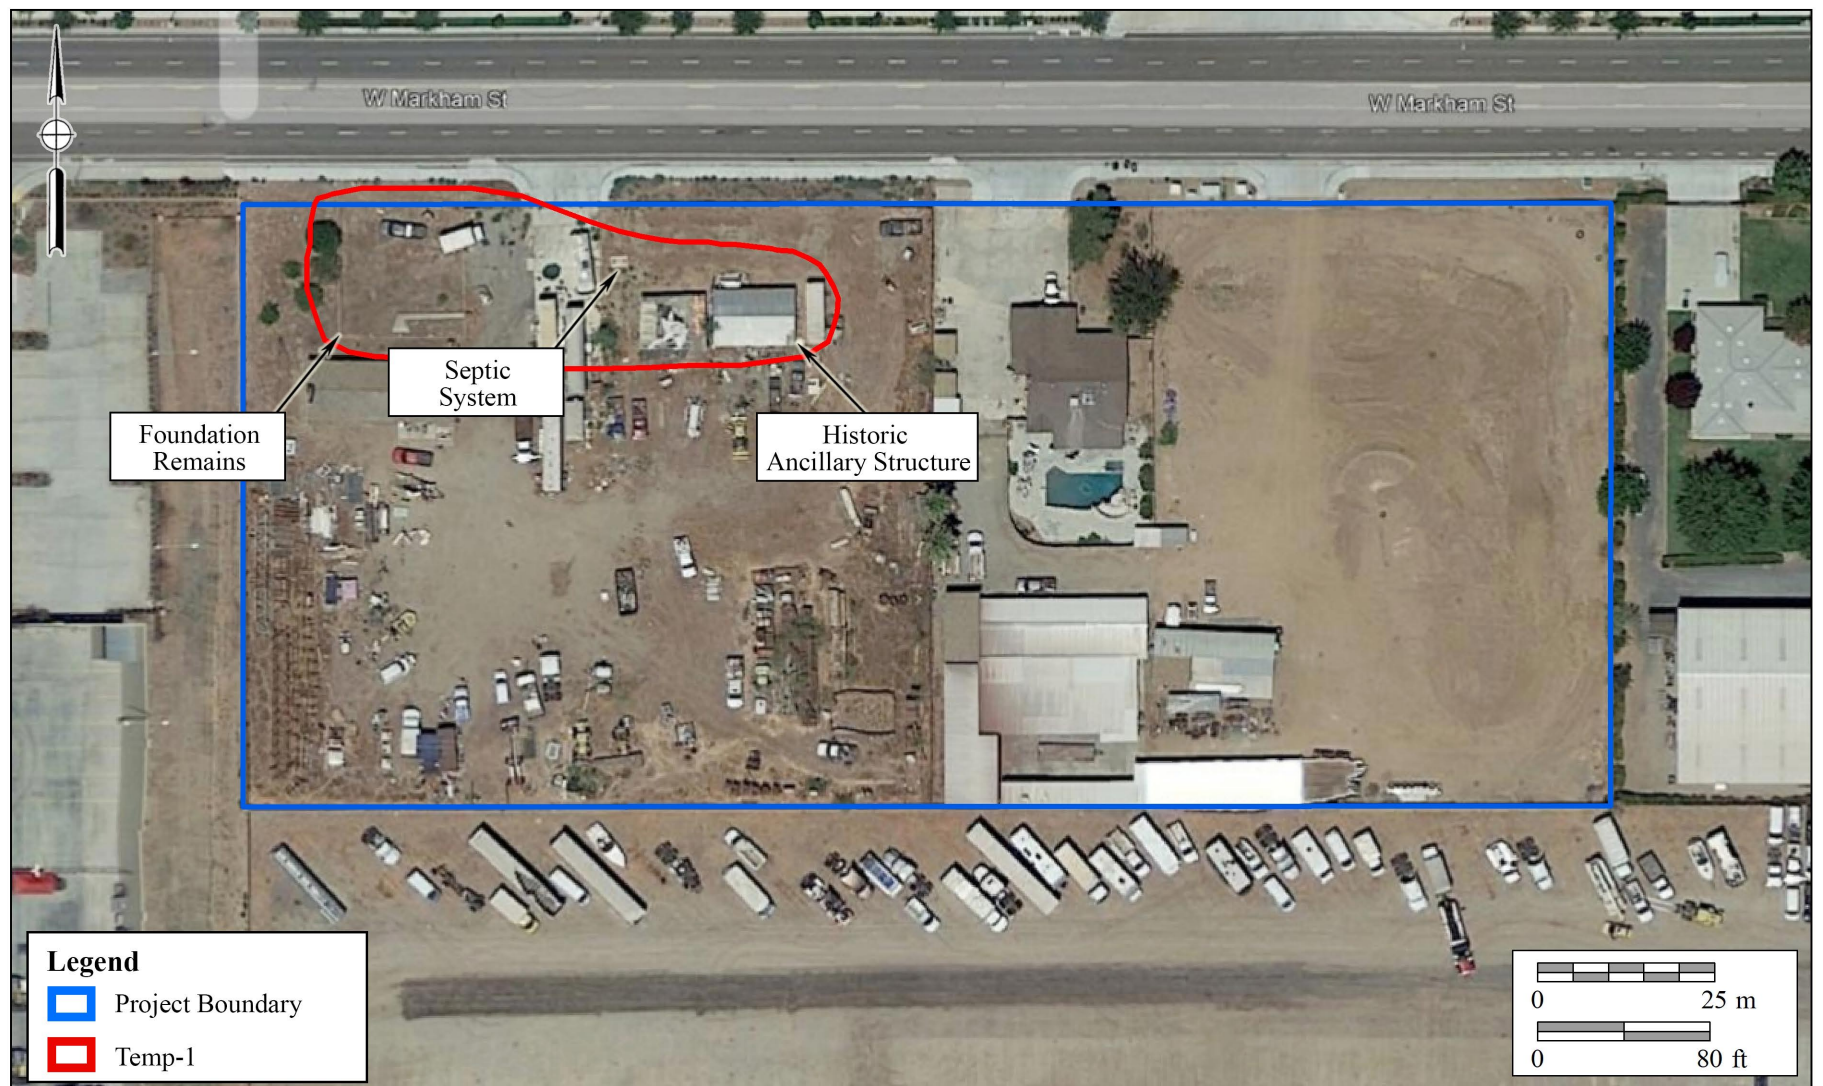 W Markham St
W Markham St
Septic
System
Foundation
Remains
Historic
Ancillary Structure
Legend
Project Boundary
Temp-1
0 25 m
0 80 ft